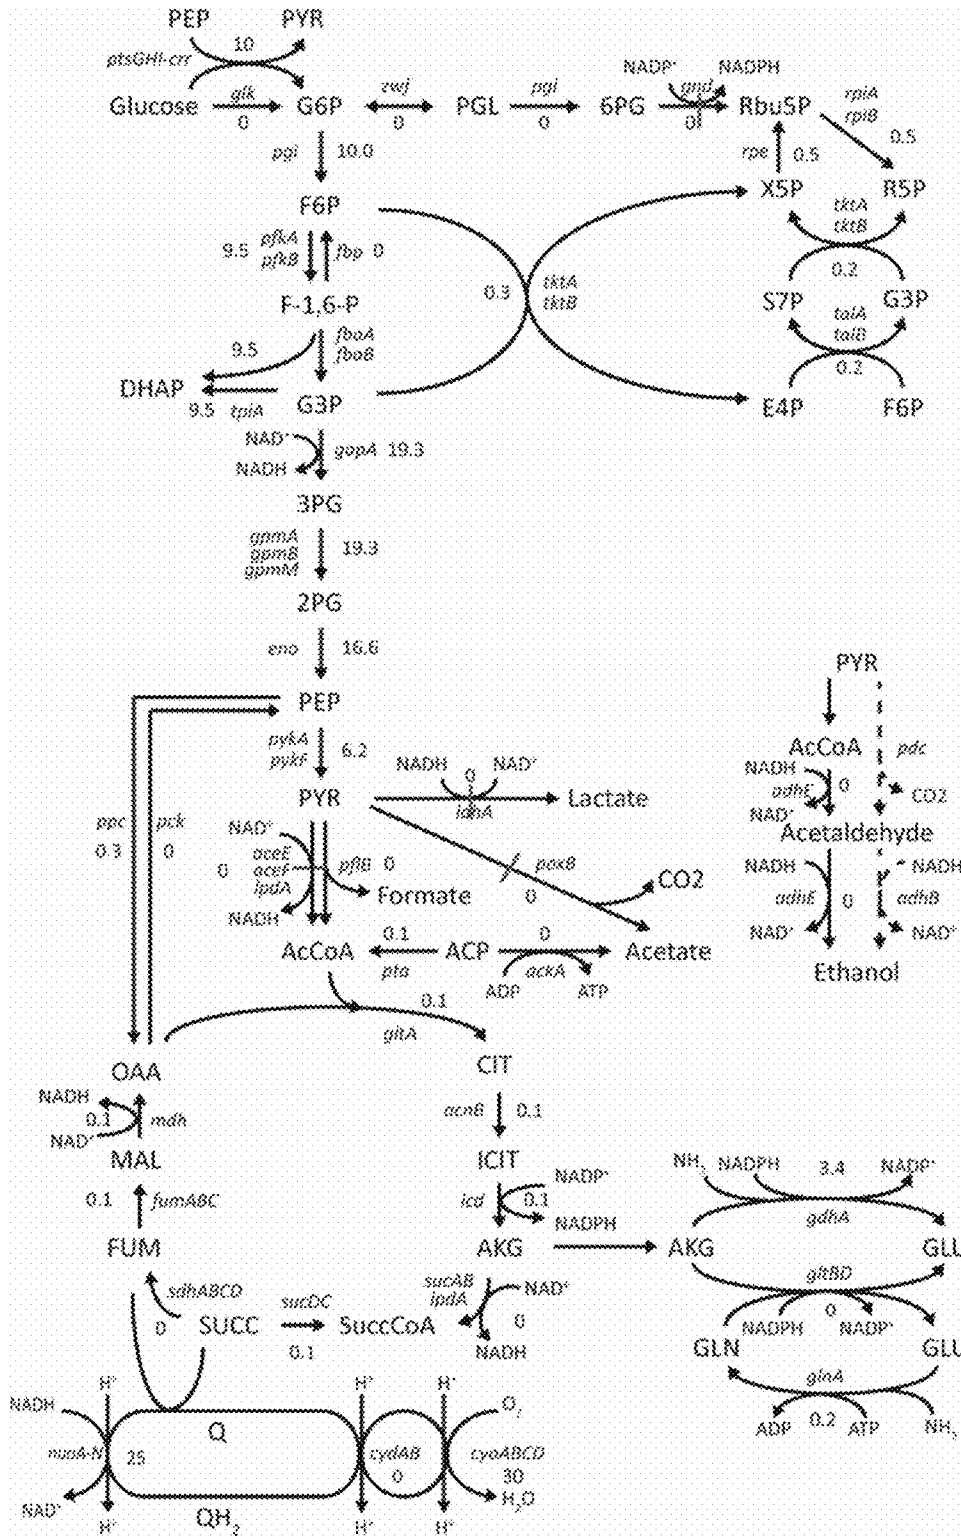 PEP PYR
ptsGHI-crr 10
Glucose glk 0 G6P zwf 0 PGL pgi 0 6PG NADP⁺ NADPH gnd 0 Rbu5P rpiA rpiB 0.5
pgi 10.0 rpe 0.5
F6P X5P R5P
9.5 pfkA pfkB fbp 0
tktA
tktB
0.2
0.3 tktA
tktB
F-1,6-P S7P G3P
9.5 fbaA
fbaB
talA
talB
0.2
DHAP
9.5 tpiA G3P E4P F6P
NAD⁺
NADH gapA 19.3
3PG
gpmA
gpmB
gpmM 19.3
2PG
eno 16.6
PEP
pykA
pykF 6.2
PYR
NADH 0 NAD⁺
ldhA Lactate
ppc
0.3
pck
0
NAD⁺
0 aceE
aceF
lpdA
NADH
pflB 0
Formate
poxB
0
CO2
AcCoA 0.1
pta ACP 0
ackA Acetate
ADP ATP
PYR
AcCoA pdc
NADH
adhE 0
NAD⁺
CO2
Acetaldehyde
NADH NADH
adhE 0 adhB
NAD⁺ NAD⁺
Ethanol
0.1
gltA
OAA CIT
NADH
0.1 mdh
NAD⁺
acnB 0.1
MAL ICIT
0.1 fumABC
NADP⁺
icd 0.1
NADPH
FUM AKG
NH₃ NADPH 3.4 NADP⁺
gdhA
AKG GLU
gltBD
NADPH 0 NADP⁺
GLN GLU
glnA
ADP 0.2 ATP NH₃
sdhABCD
0
SUCC sucDC
0.1 SuccCoA
sucAB
lpdA NAD⁺
0
NADH
H⁺ H⁺ H⁺
NADH Q O₂
nuoA-N 25 cydAB
0 cyoABCD
30
NAD⁺ QH₂ H₂O
H⁺ H⁺ H⁺